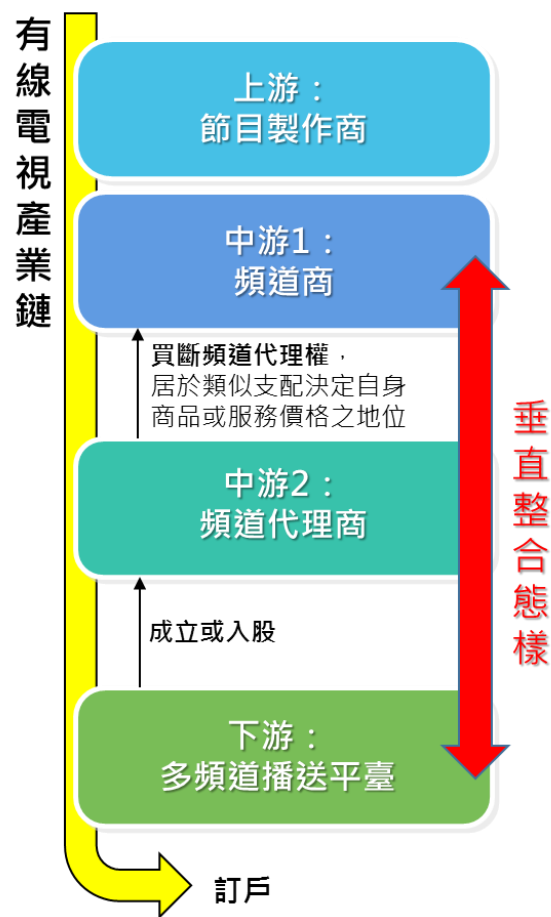 有線電視產業鏈
上游：
節目製作商
中游1：
頻道商
買斷頻道代理權，
居於類似支配決定自身
商品或服務價格之地位
中游2：
頻道代理商
成立或入股
下游：
多頻道播送平臺
訂戶
垂直整合態樣